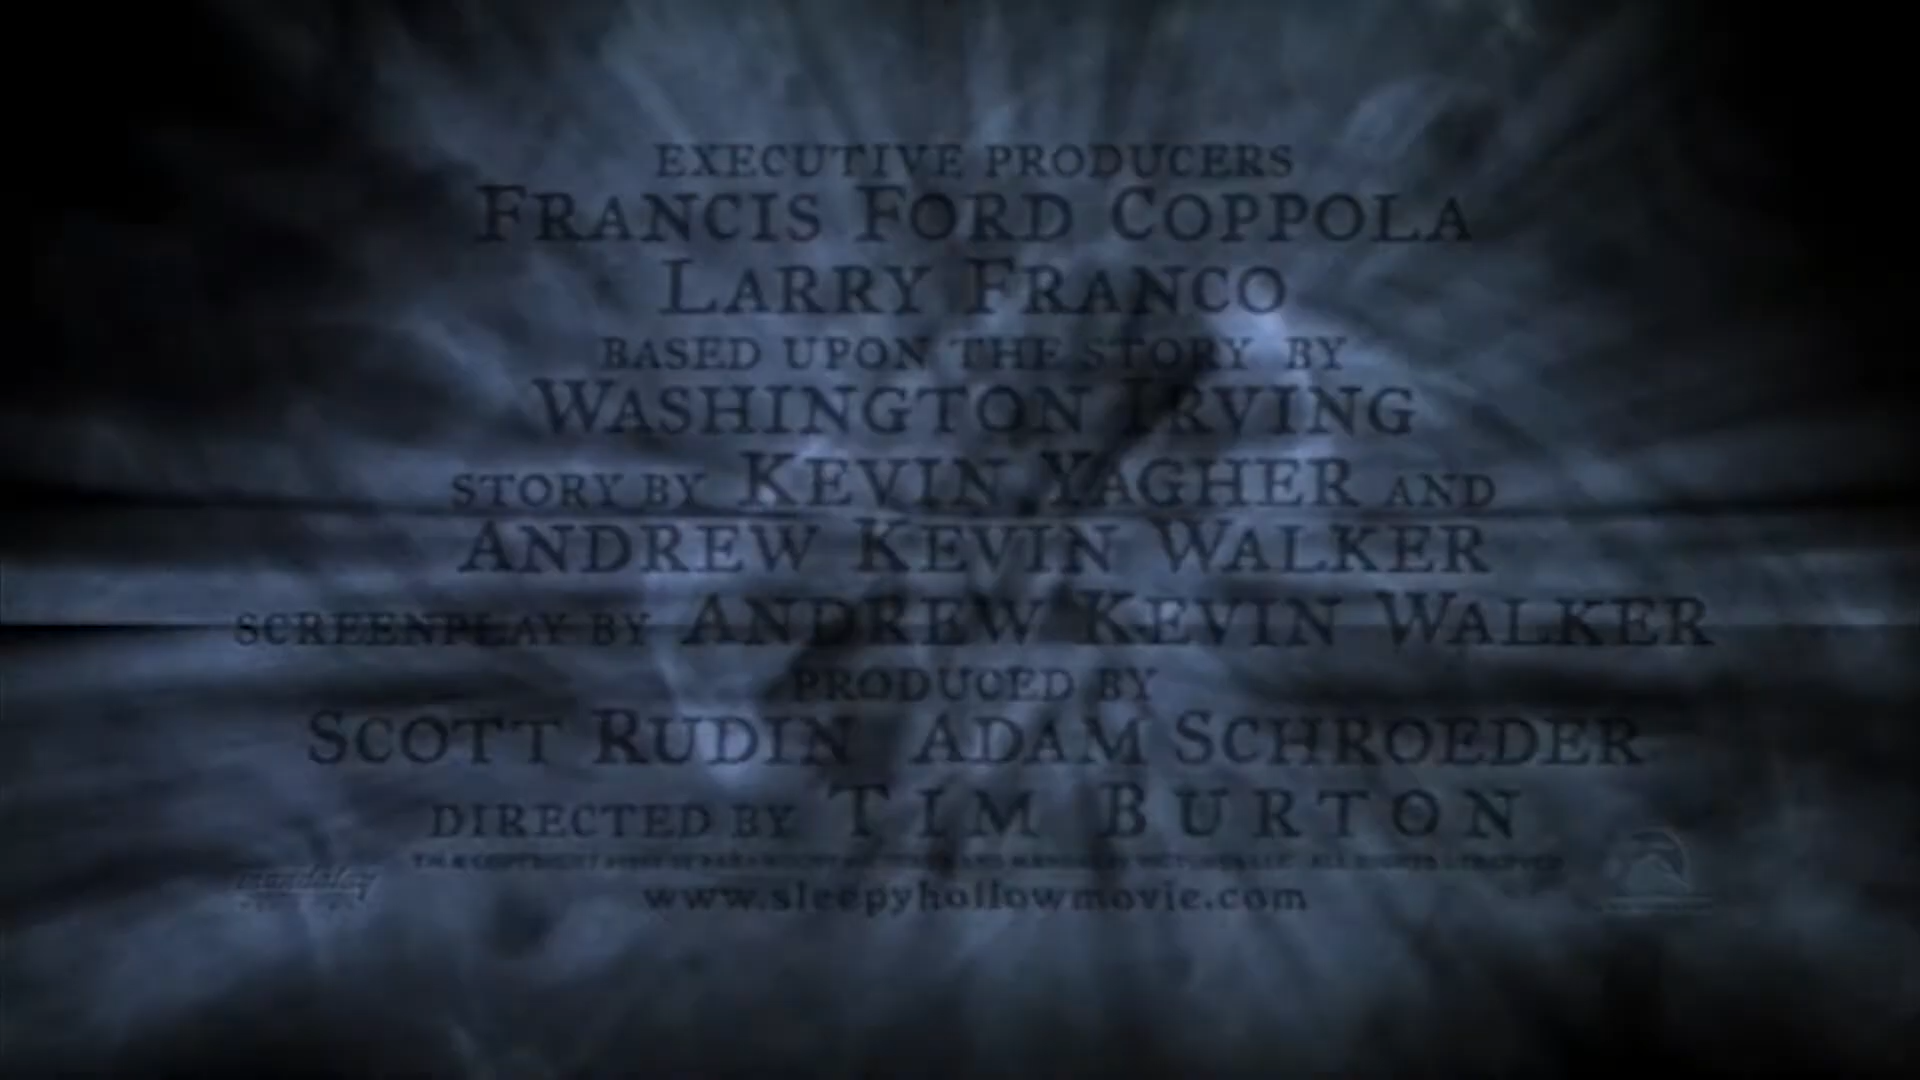 EXECUTIVE PRODUCERS
FRANCIS FORD COPPOLA
LARRY FRANCO
BASED UPON THE STORY BY
WASHINGTON IRVING
STORY BY KEVIN YAGHER AND
ANDREW KEVIN WALKER
SCREENPLAY BY ANDREW KEVIN WALKER
PRODUCED BY
SCOTT RUDIN ADAM SCHROEDER
DIRECTED BY TIM BURTON
www.sleepyhollowmovie.com